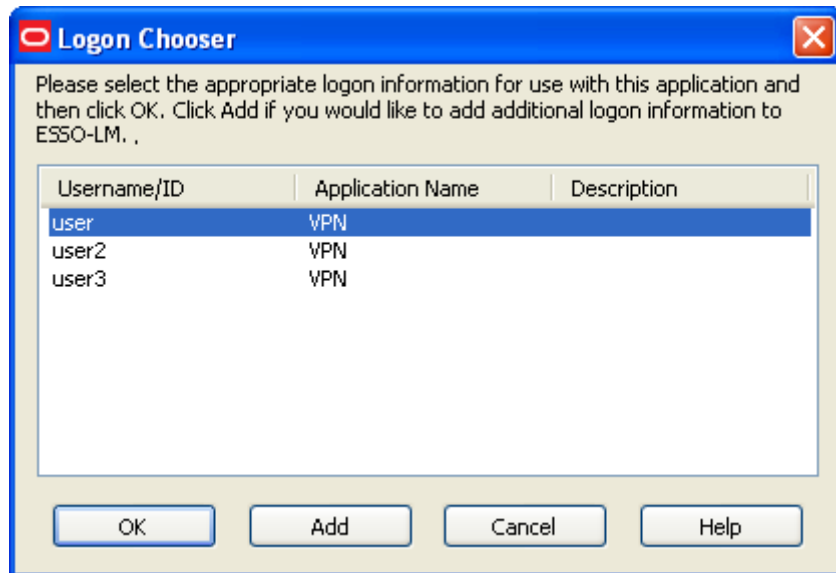 Logon Chooser
Please select the appropriate logon information for use with this application and
then click OK. Click Add if you would like to add additional logon information to
ESSO-LM. ,
Username/ID Application Name Description
user VPN
user2 VPN
user3 VPN
OK Add Cancel Help